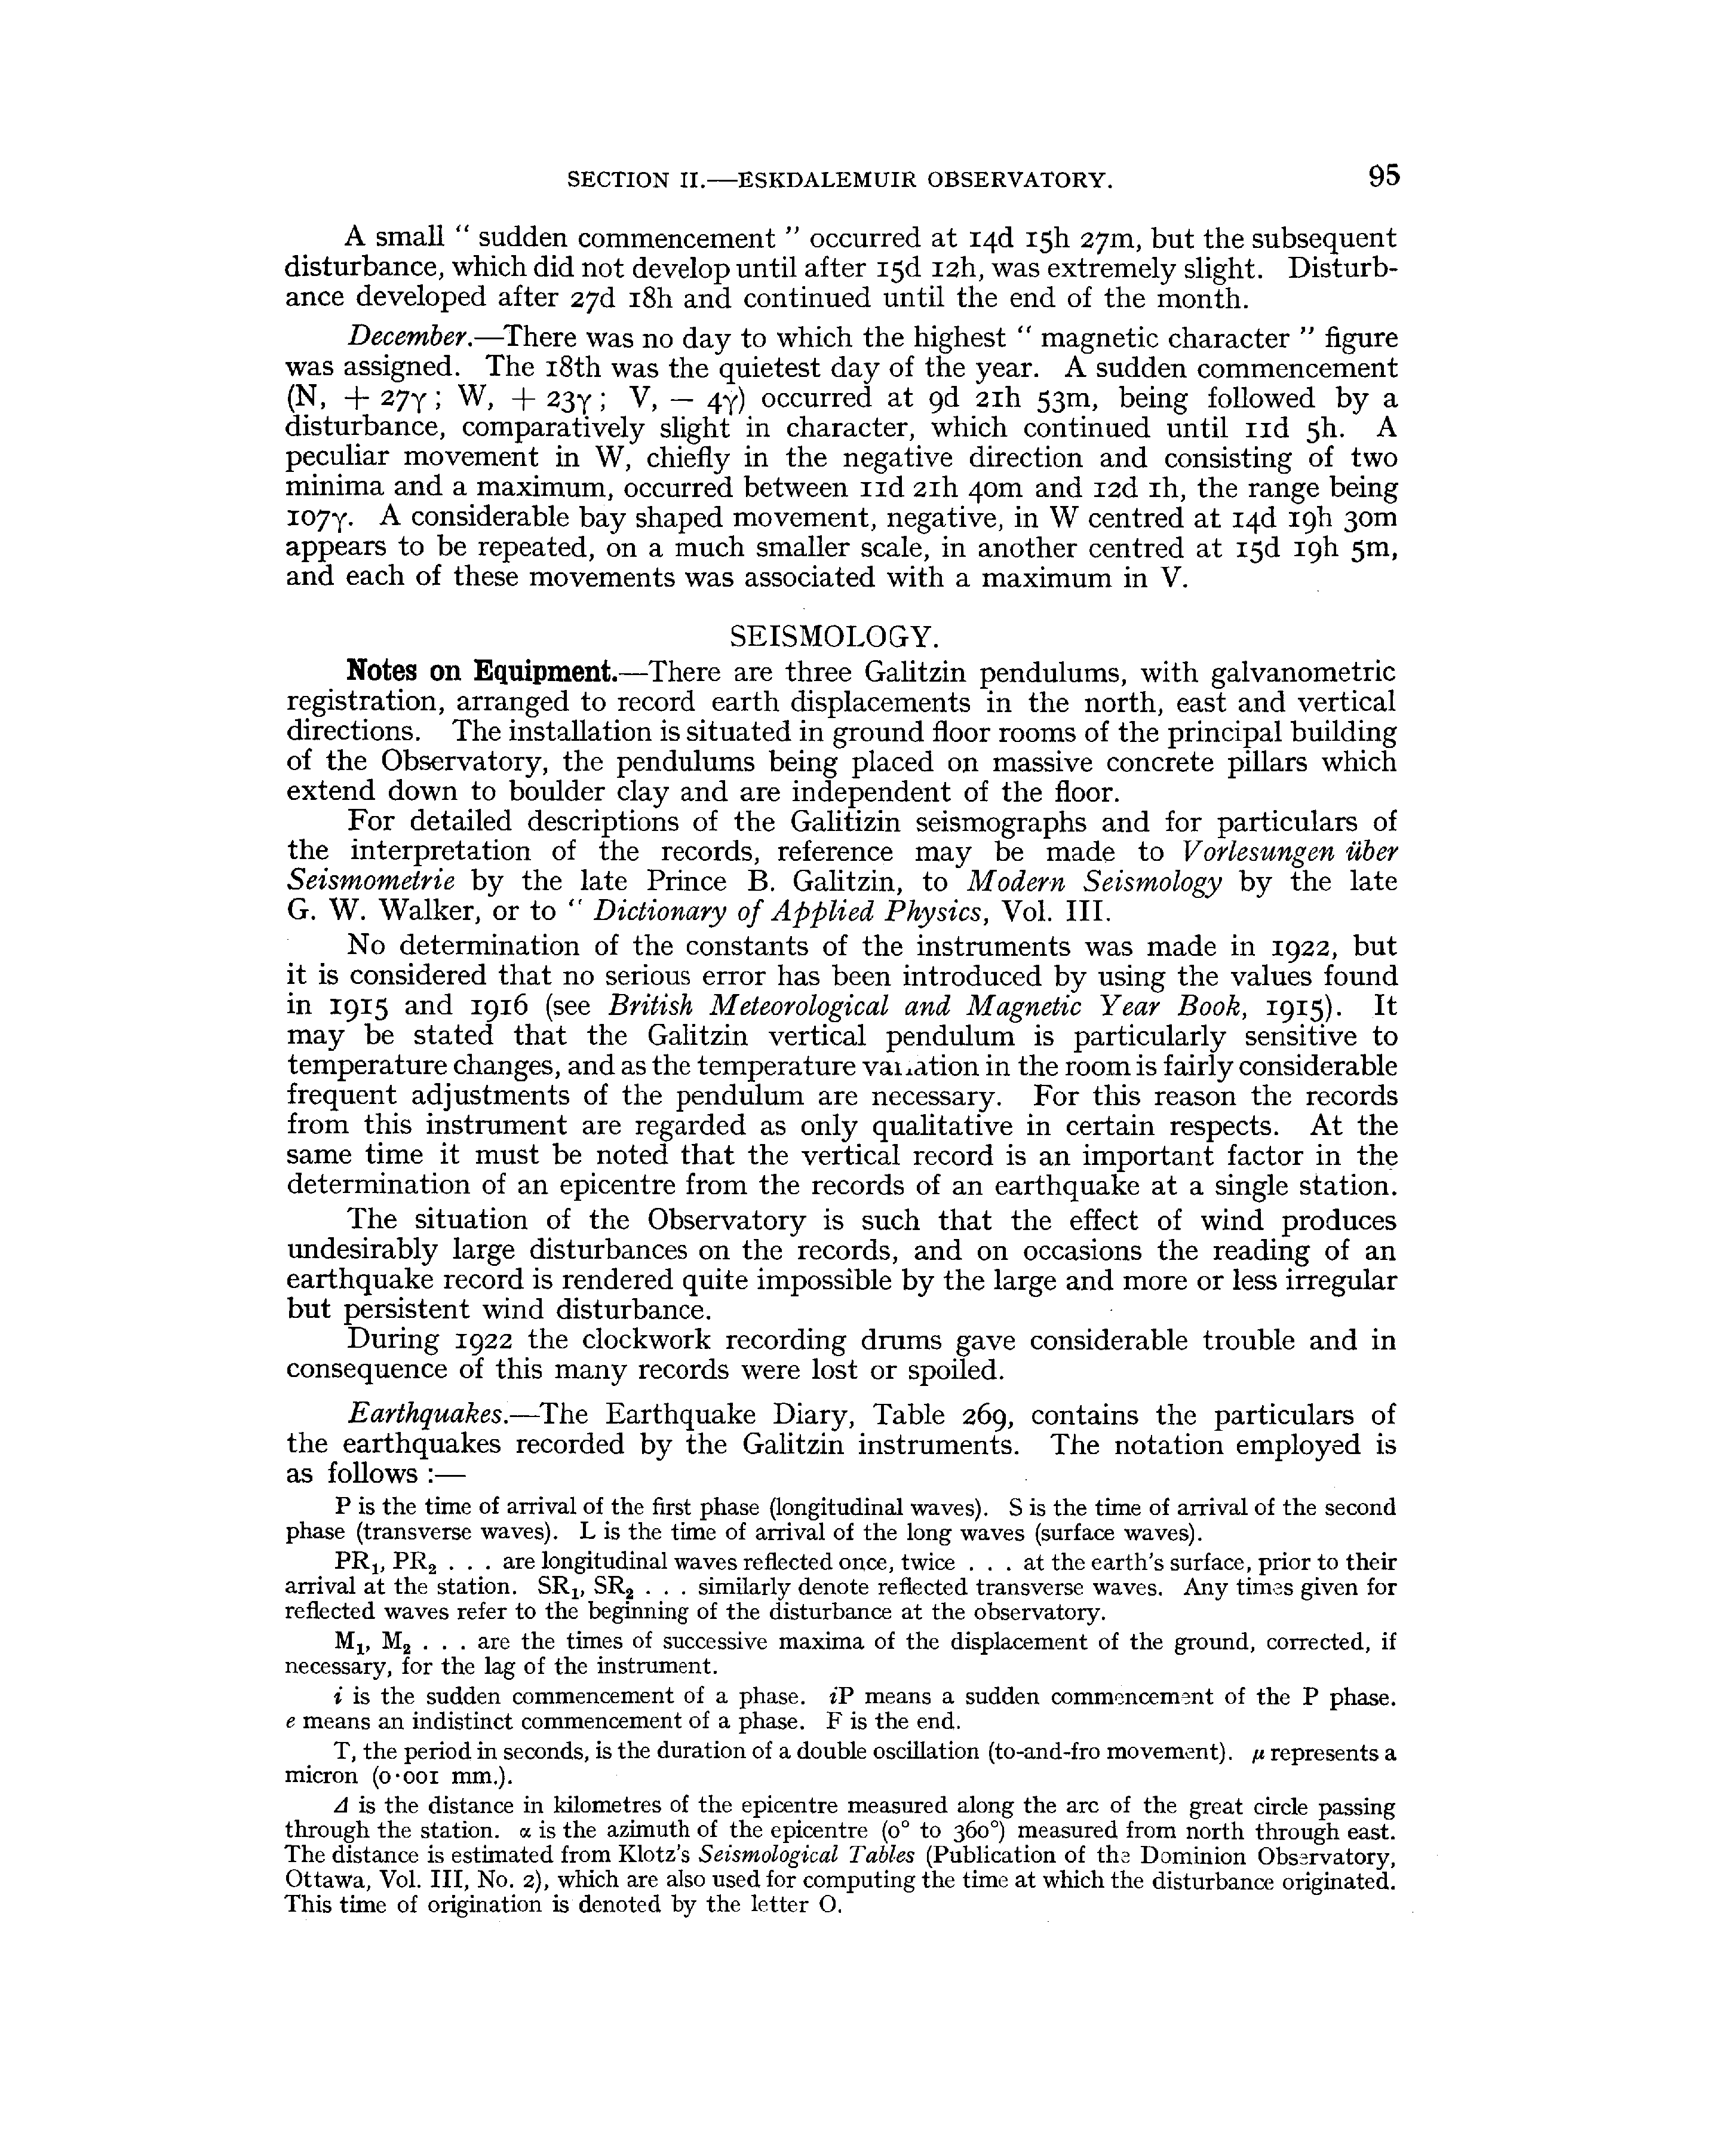 SECTION II.—ESKDALEMUIR OBSERVATORY. 95
A small " sudden commencement " occurred at 14d 15h 27m, but the subsequent
disturbance, which did not develop until after 15d 12h, was extremely slight. Disturb-
ance developed after 27d 18h and continued until the end of the month.
December.—There was no day to which the highest " magnetic character " figure
was assigned. The 18th was the quietest day of the year. A sudden commencement
(N, + 27γ; W, + 23γ; V, − 4γ) occurred at 9d 21h 53m, being followed by a
disturbance, comparatively slight in character, which continued until 11d 5h. A
peculiar movement in W, chiefly in the negative direction and consisting of two
minima and a maximum, occurred between 11d 21h 40m and 12d 1h, the range being
107γ. A considerable bay shaped movement, negative, in W centred at 14d 19h 30m
appears to be repeated, on a much smaller scale, in another centred at 15d 19h 5m,
and each of these movements was associated with a maximum in V.
SEISMOLOGY.
Notes on Equipment.—There are three Galitzin pendulums, with galvanometric
registration, arranged to record earth displacements in the north, east and vertical
directions. The installation is situated in ground floor rooms of the principal building
of the Observatory, the pendulums being placed on massive concrete pillars which
extend down to boulder clay and are independent of the floor.
For detailed descriptions of the Galitizin seismographs and for particulars of
the interpretation of the records, reference may be made to Vorlesungen über
Seismometrie by the late Prince B. Galitzin, to Modern Seismology by the late
G. W. Walker, or to " Dictionary of Applied Physics, Vol. III.
No determination of the constants of the instruments was made in 1922, but
it is considered that no serious error has been introduced by using the values found
in 1915 and 1916 (see British Meteorological and Magnetic Year Book, 1915). It
may be stated that the Galitzin vertical pendulum is particularly sensitive to
temperature changes, and as the temperature variation in the room is fairly considerable
frequent adjustments of the pendulum are necessary. For this reason the records
from this instrument are regarded as only qualitative in certain respects. At the
same time it must be noted that the vertical record is an important factor in the
determination of an epicentre from the records of an earthquake at a single station.
The situation of the Observatory is such that the effect of wind produces
undesirably large disturbances on the records, and on occasions the reading of an
earthquake record is rendered quite impossible by the large and more or less irregular
but persistent wind disturbance.
During 1922 the clockwork recording drums gave considerable trouble and in
consequence of this many records were lost or spoiled.
Earthquakes.—The Earthquake Diary, Table 269, contains the particulars of
the earthquakes recorded by the Galitzin instruments. The notation employed is
as follows :—
P is the time of arrival of the first phase (longitudinal waves). S is the time of arrival of the second
phase (transverse waves). L is the time of arrival of the long waves (surface waves).
PR₁, PR₂ . . . are longitudinal waves reflected once, twice . . . at the earth's surface, prior to their
arrival at the station. SR₁, SR₂ . . . similarly denote reflected transverse waves. Any times given for
reflected waves refer to the beginning of the disturbance at the observatory.
M₁, M₂ . . . are the times of successive maxima of the displacement of the ground, corrected, if
necessary, for the lag of the instrument.
i is the sudden commencement of a phase. iP means a sudden commencement of the P phase.
e means an indistinct commencement of a phase. F is the end.
T, the period in seconds, is the duration of a double oscillation (to-and-fro movement). μ represents a
micron (0·001 mm.).
Δ is the distance in kilometres of the epicentre measured along the arc of the great circle passing
through the station. α is the azimuth of the epicentre (0° to 360°) measured from north through east.
The distance is estimated from Klotz's Seismological Tables (Publication of the Dominion Observatory,
Ottawa, Vol. III, No. 2), which are also used for computing the time at which the disturbance originated.
This time of origination is denoted by the letter O.